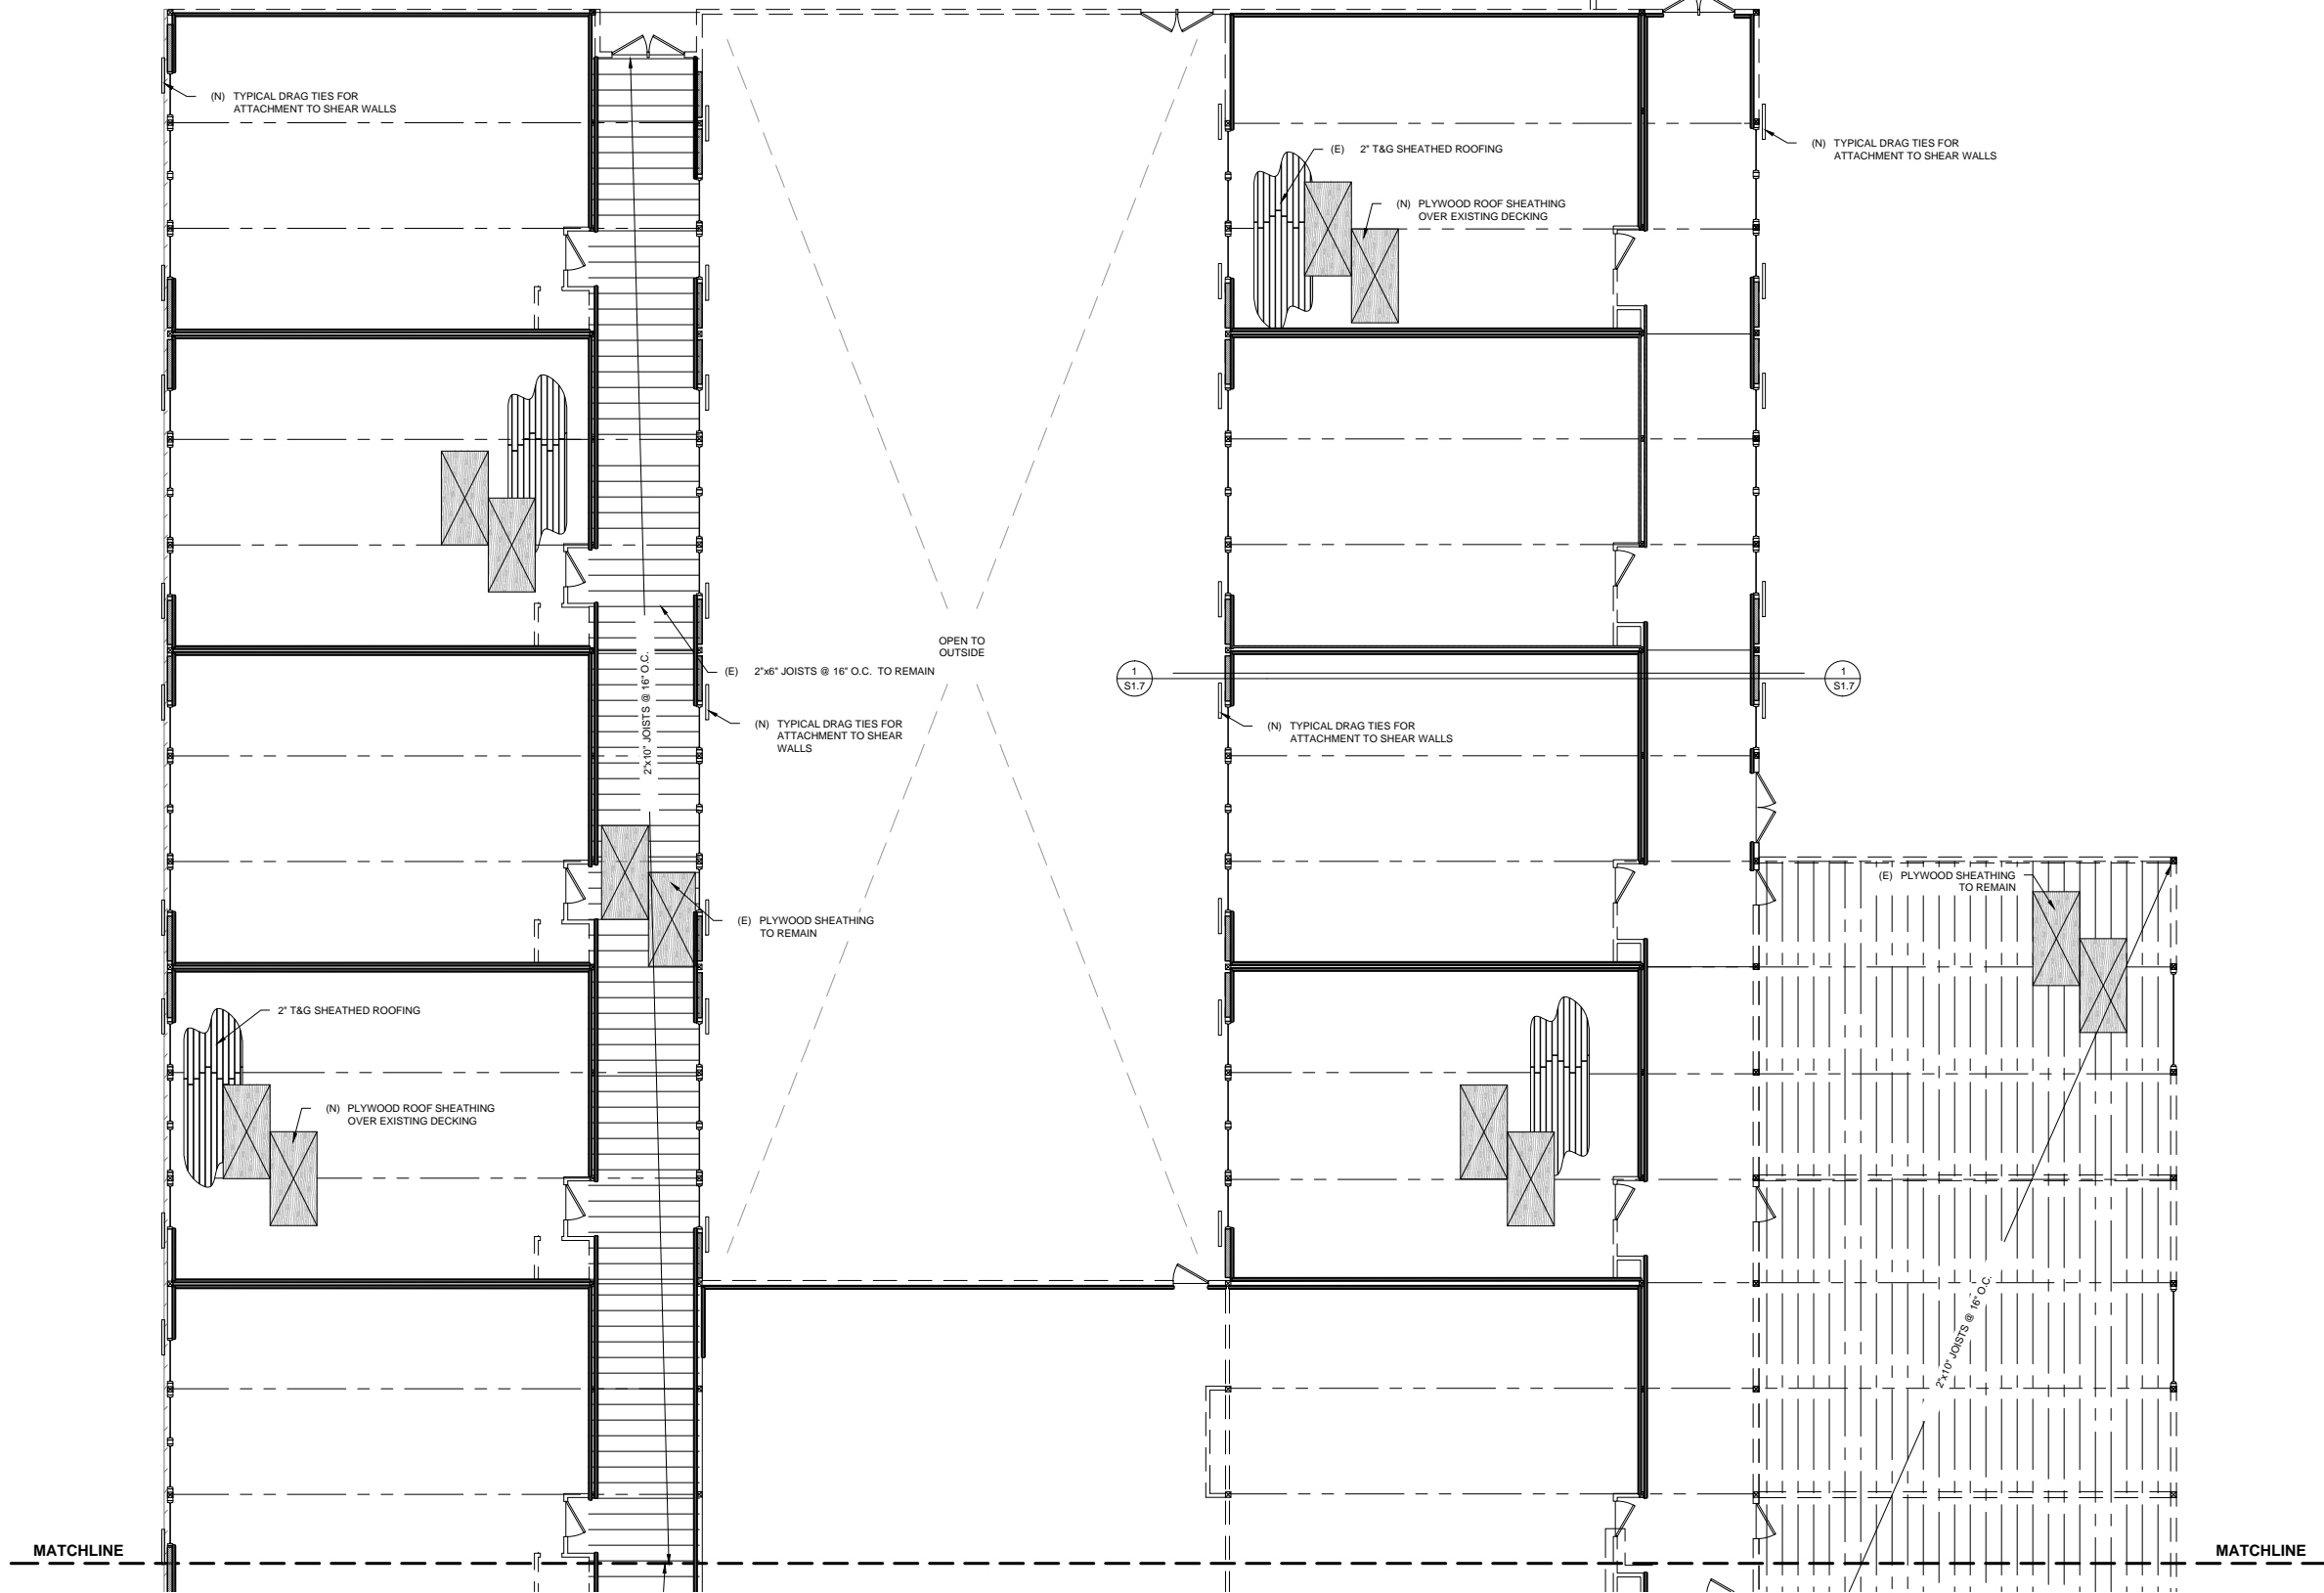 (N) TYPICAL DRAG TIES FOR
ATTACHMENT TO SHEAR WALLS
(E) 2" T&G SHEATHED ROOFING
(N) TYPICAL DRAG TIES FOR
ATTACHMENT TO SHEAR WALLS
(N) PLYWOOD ROOF SHEATHING
OVER EXISTING DECKING
OPEN TO
OUTSIDE
(E) 2"x6" JOISTS @ 16" O.C. TO REMAIN
2"x10" JOISTS @ 16" O.C.
1
S1.7
1
S1.7
(N) TYPICAL DRAG TIES FOR
ATTACHMENT TO SHEAR
WALLS
(N) TYPICAL DRAG TIES FOR
ATTACHMENT TO SHEAR WALLS
(E) PLYWOOD SHEATHING
TO REMAIN
(E) PLYWOOD SHEATHING
TO REMAIN
2" T&G SHEATHED ROOFING
(N) PLYWOOD ROOF SHEATHING
OVER EXISTING DECKING
2"x10" JOISTS @ 16" O.C.
MATCHLINE
MATCHLINE